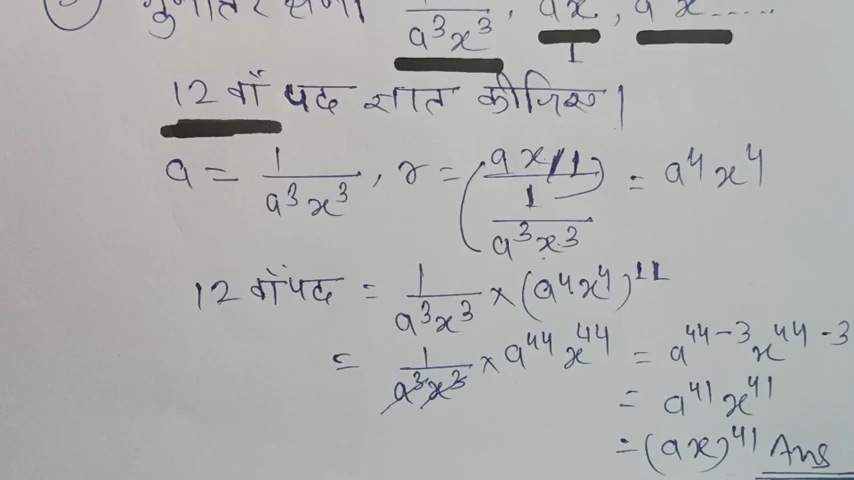 गुणोत्तर श्रेणी 1/a³x³, ax/1, a x .....
12 वाँ पद ज्ञात कीजिए।
a = 1/a³x³, r = (ax/1)/(1/a³x³) = a⁴x⁴
12 वाँ पद = 1/a³x³ × (a⁴x⁴)¹¹
= 1/a³x³ × a⁴⁴x⁴⁴ = a⁴⁴⁻³x⁴⁴⁻³
= a⁴¹x⁴¹
= (ax)⁴¹ Ans